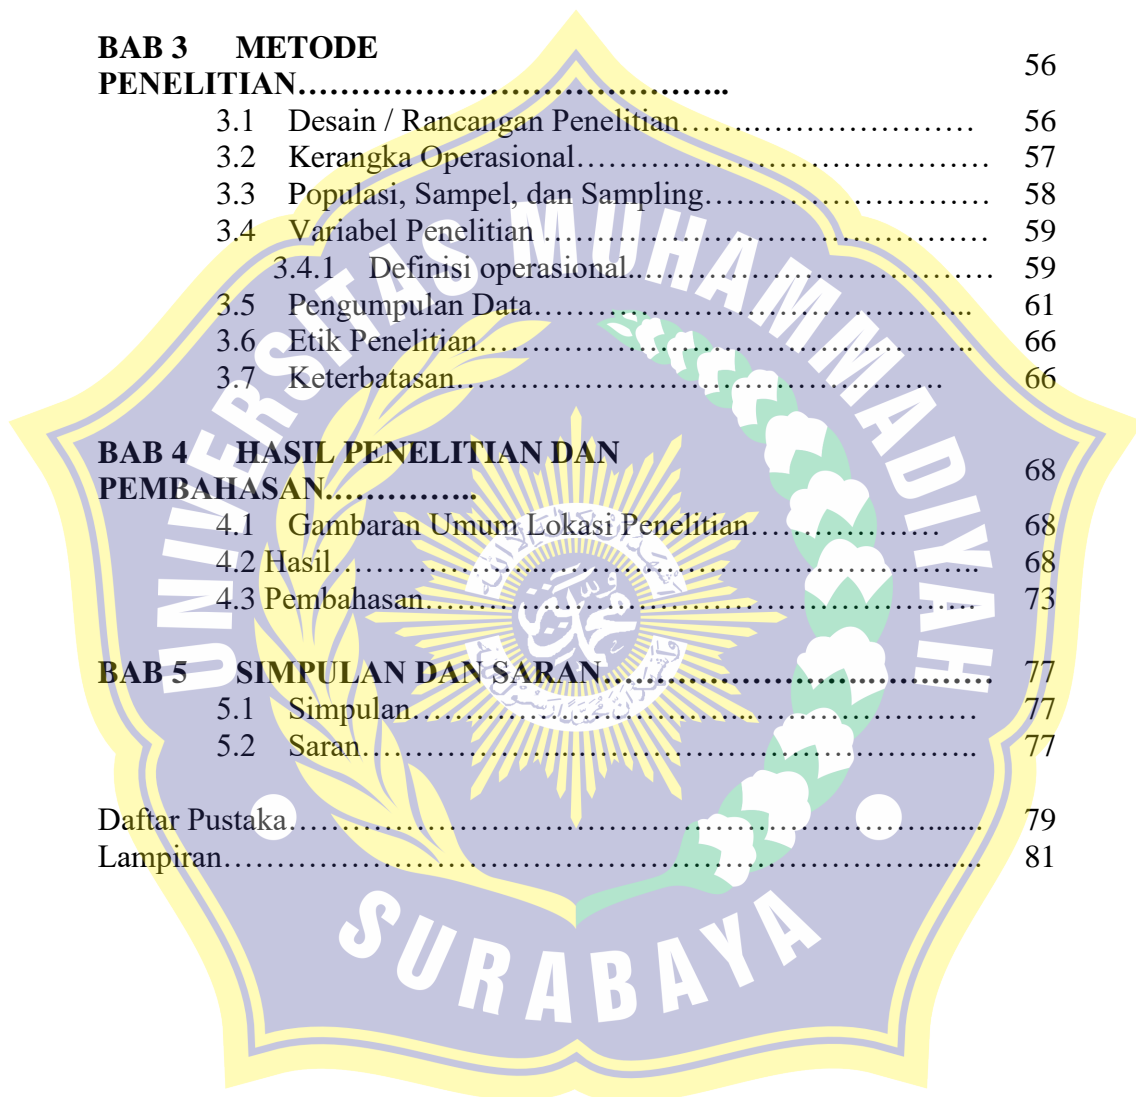 BAB 3 METODE
PENELITIAN………………………………….. 56
3.1 Desain / Rancangan Penelitian……………………… 56
3.2 Kerangka Operasional………………………………… 57
3.3 Populasi, Sampel, dan Sampling……………………… 58
3.4 Variabel Penelitian …………………………………… 59
3.4.1 Definisi operasional.…………………………… 59
3.5 Pengumpulan Data…………………………………... 61
3.6 Etik Penelitian……………………………………….. 66
3.7 Keterbatasan……………………………………… 66
BAB 4 HASIL PENELITIAN DAN
PEMBAHASAN.………….. 68
4.1 Gambaran Umum Lokasi Penelitian……………… 68
4.2 Hasil…………………………………………………….. 68
4.3 Pembahasan…………………………………………….. 73
BAB 5 SIMPULAN DAN SARAN……………………………… 77
5.1 Simpulan…………………………...………………… 77
5.2 Saran………………..……………………………….. 77
Daftar Pustaka……………………………………………………....... 79
Lampiran…………………………………………………………....... 81
UNIVERSITAS MUHAMMADIYAH
SURABAYA
محمد